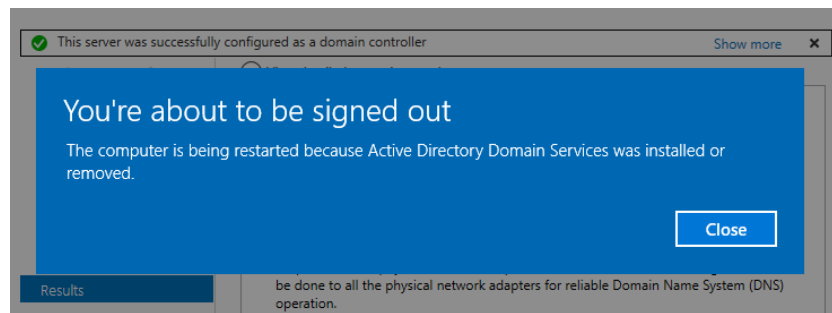 This server was successfully configured as a domain controller
Show more
You're about to be signed out
The computer is being restarted because Active Directory Domain Services was installed or
removed.
Close
Results
be done to all the physical network adapters for reliable Domain Name System (DNS)
operation.